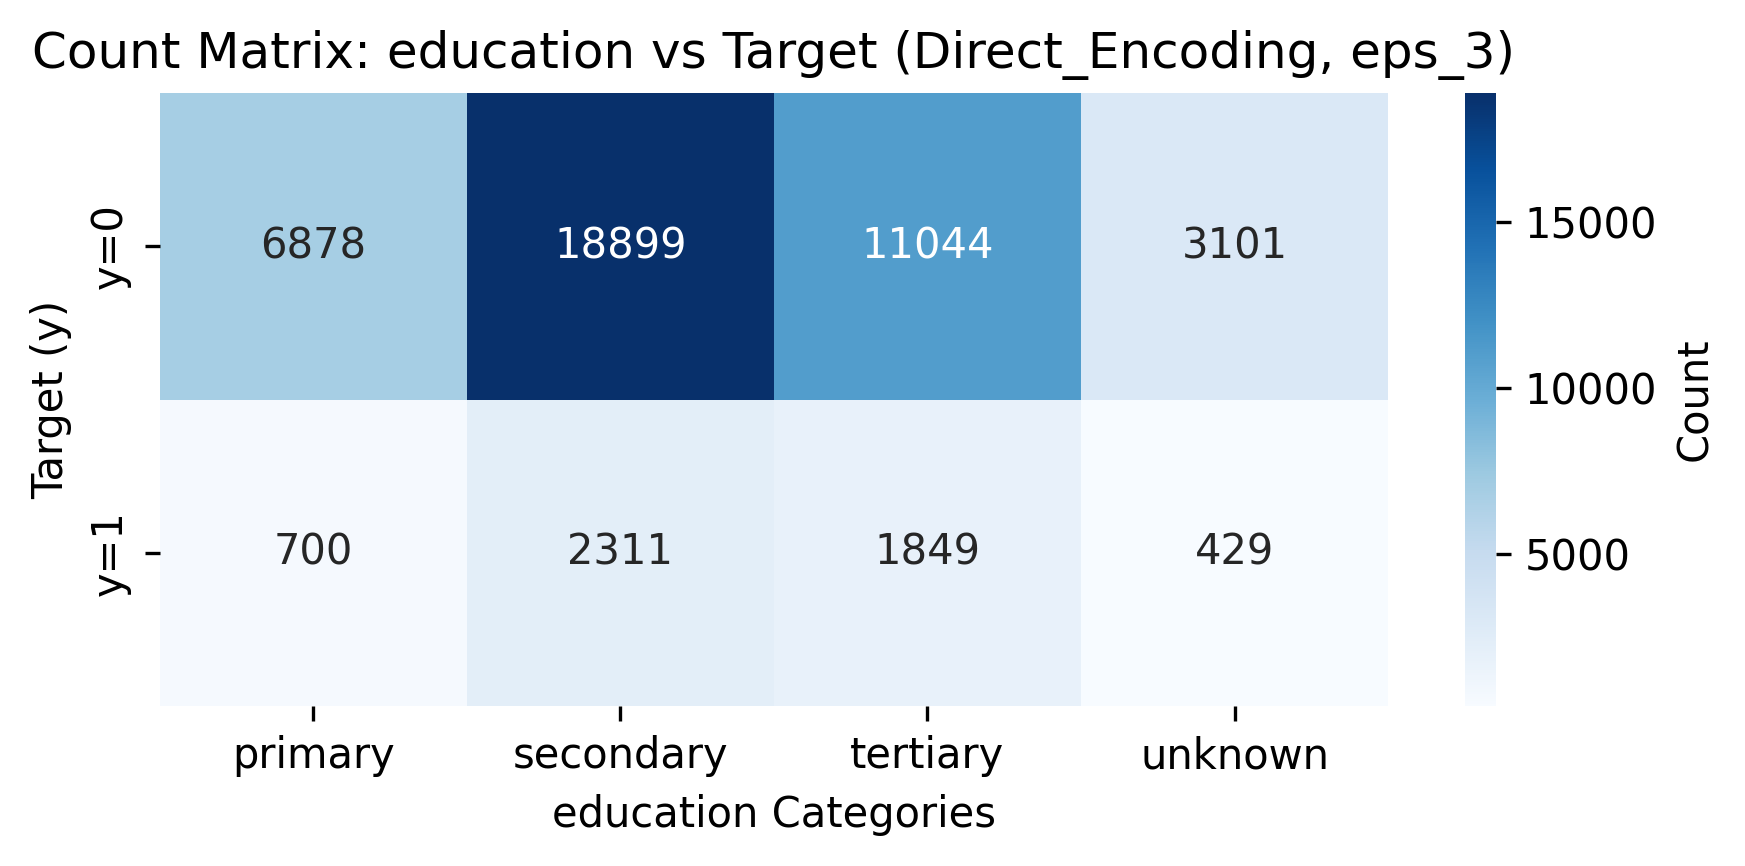 Count Matrix: education vs Target (Direct_Encoding, eps_3)
Target (y)
y=0
6878 18899 11044 3101
y=1
700 2311 1849 429
primary secondary tertiary unknown
education Categories
15000
10000
5000
Count